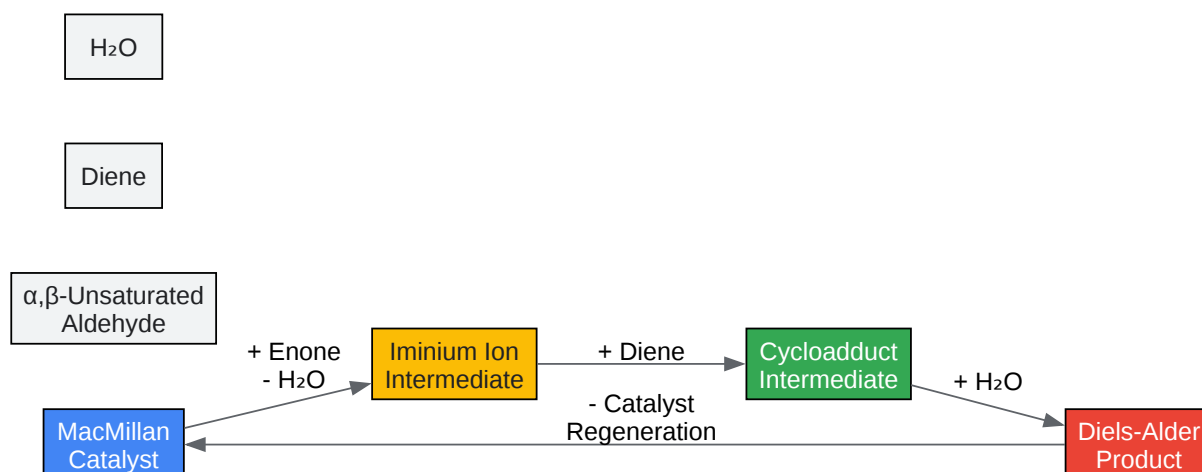 H₂O
Diene
α,β-Unsaturated
Aldehyde
+ Enone
- H₂O
Iminium Ion
Intermediate
+ Diene
Cycloadduct
Intermediate
+ H₂O
- Catalyst
Regeneration
MacMillan
Catalyst
Diels-Alder
Product